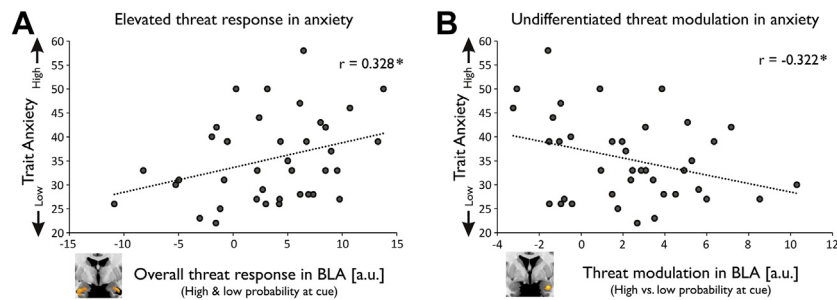 A
Elevated threat response in anxiety
60
55
50
45
40
35
30
25
20
High
Trait Anxiety
Low
r = 0.328*
-15
-10
-5
0
5
10
15
Overall threat response in BLA [a.u.]
(High & low probability at cue)
B
Undifferentiated threat modulation in anxiety
60
55
50
45
40
35
30
25
20
High
Trait Anxiety
Low
r = -0.322*
-4
-2
0
2
4
6
8
10
12
Threat modulation in BLA [a.u.]
(High vs. low probability at cue)